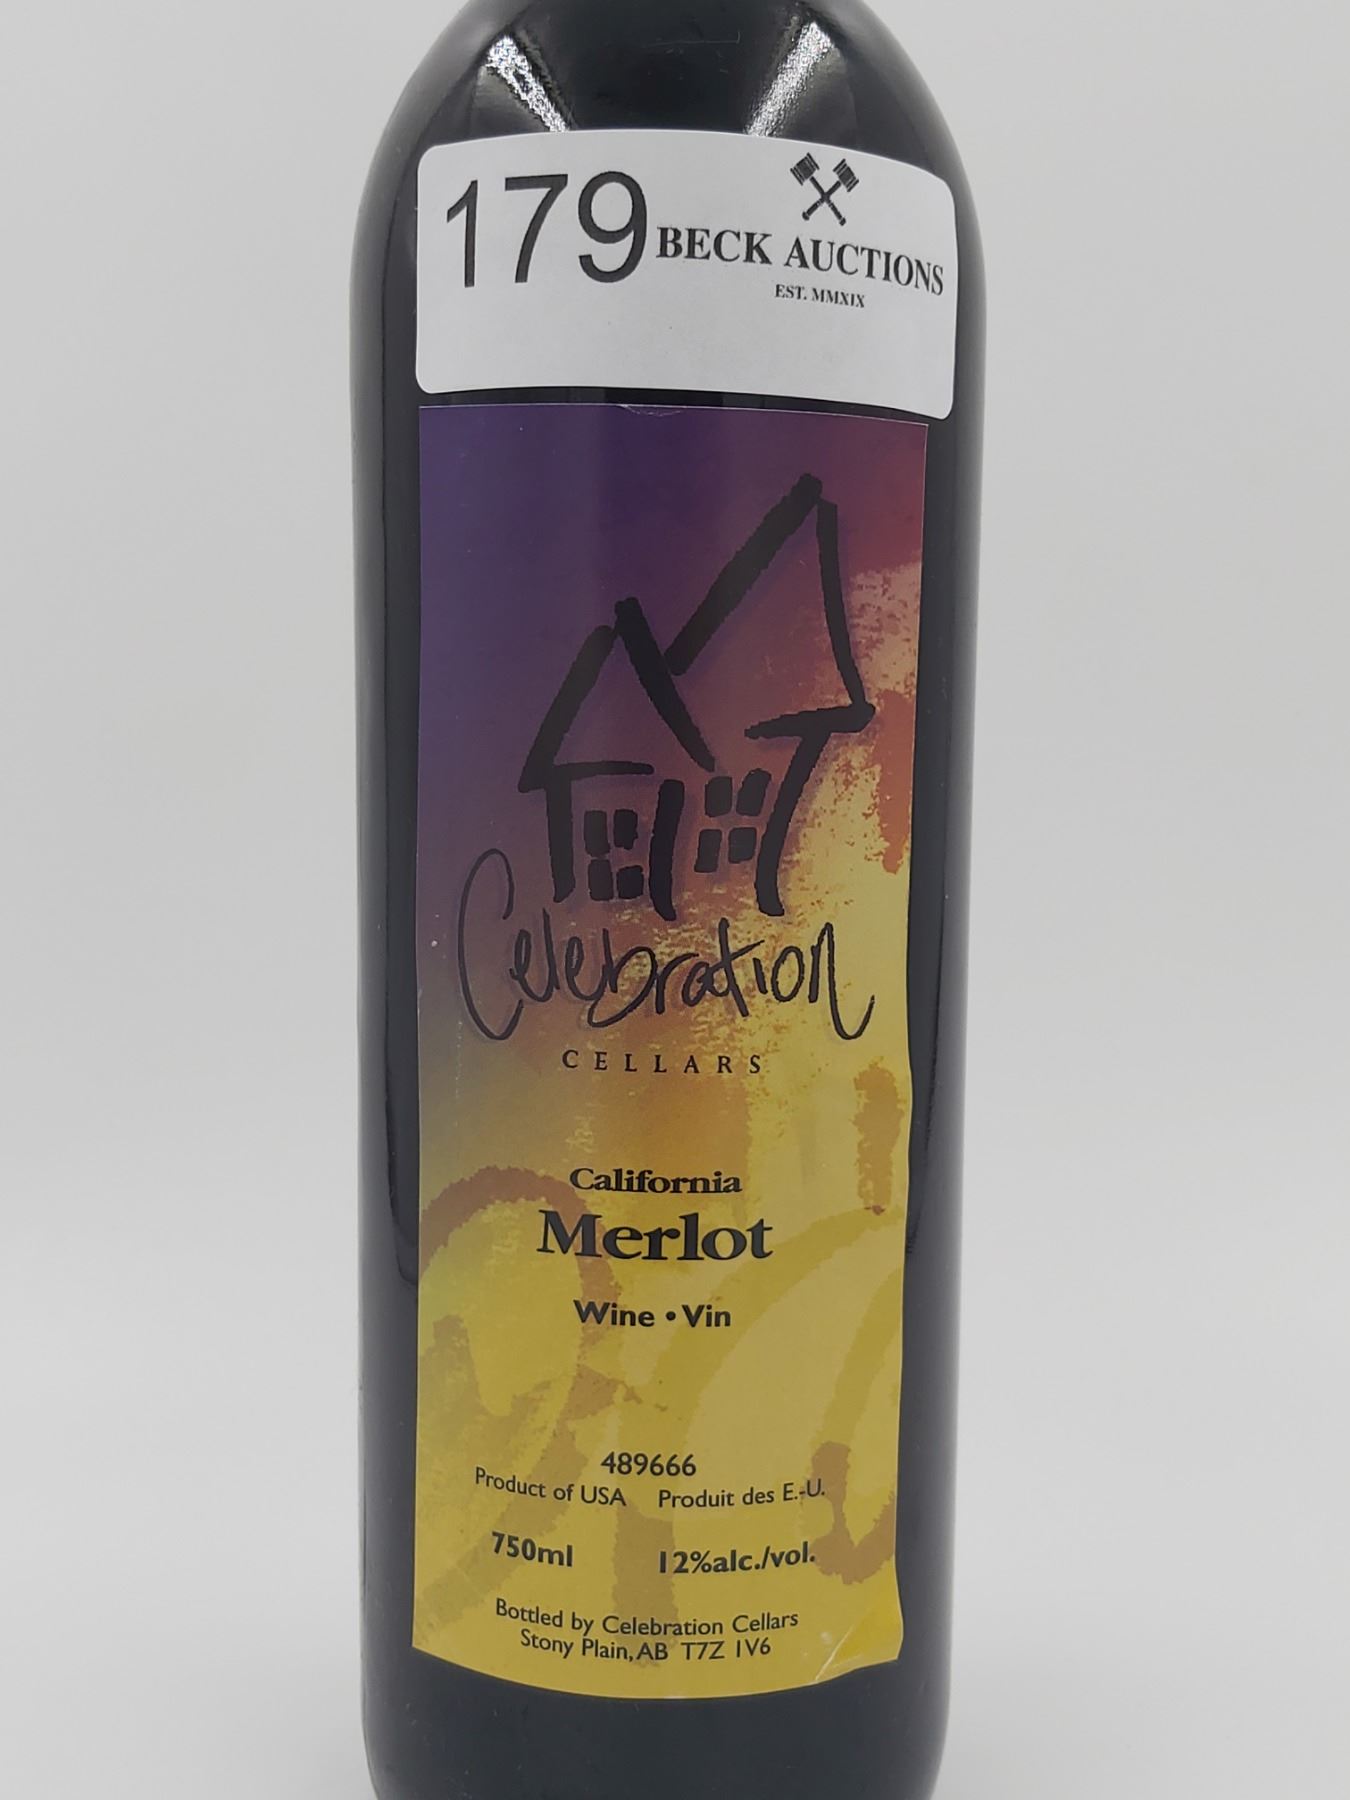 179
BECK AUCTIONS
EST. MMXIX
Celebration
CELLARS
California
Merlot
Wine • Vin
489666
Product of USA Produit des E.-U.
750ml 12%alc./vol.
Bottled by Celebration Cellars
Stony Plain, AB T7Z 1V6